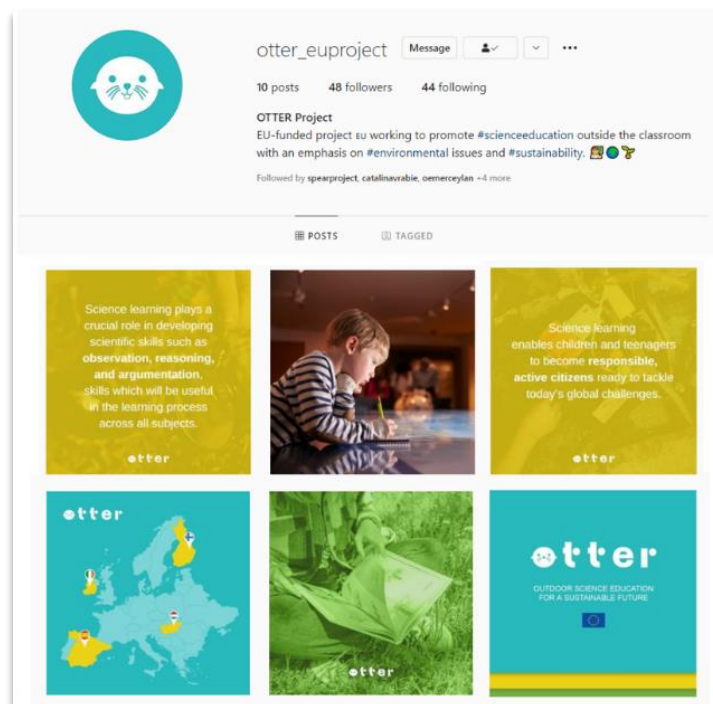 otter_euproject Message
10 posts 48 followers 44 following
OTTER Project
EU-funded project EU working to promote #scienceeducation outside the classroom
with an emphasis on #environmental issues and #sustainability.
Followed by spearproject, catalinavrabie, oemerceylan +4 more
POSTS TAGGED
Science learning plays a
crucial role in developing
scientific skills such as
observation, reasoning,
and argumentation,
skills which will be useful
in the learning process
across all subjects.
otter
Science learning
enables children and teenagers
to become responsible,
active citizens ready to tackle
today's global challenges.
otter
otter
otter
otter
OUTDOOR SCIENCE EDUCATION
FOR A SUSTAINABLE FUTURE